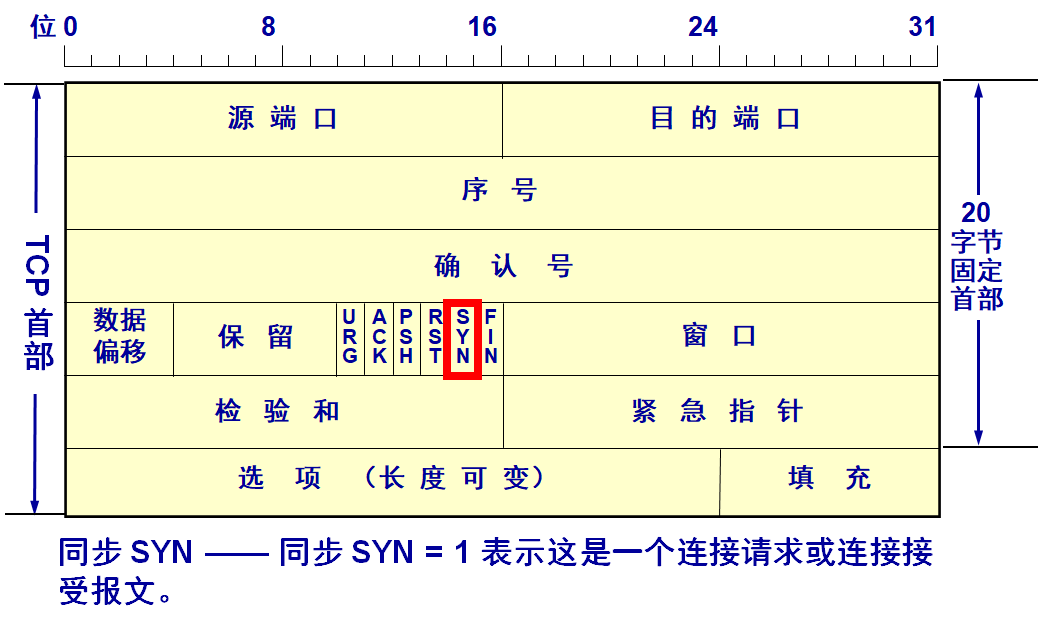 位 0 8 16 24 31
源端口 目的端口
序号
确认号
TCP首部
20
字节
固定
首部
数据
偏移
保留
URG
ACK
PSH
RST
SYN
FIN
窗口
检验和 紧急指针
选项 （长度可变） 填充
同步 SYN —— 同步 SYN = 1 表示这是一个连接请求或连接接
受报文。